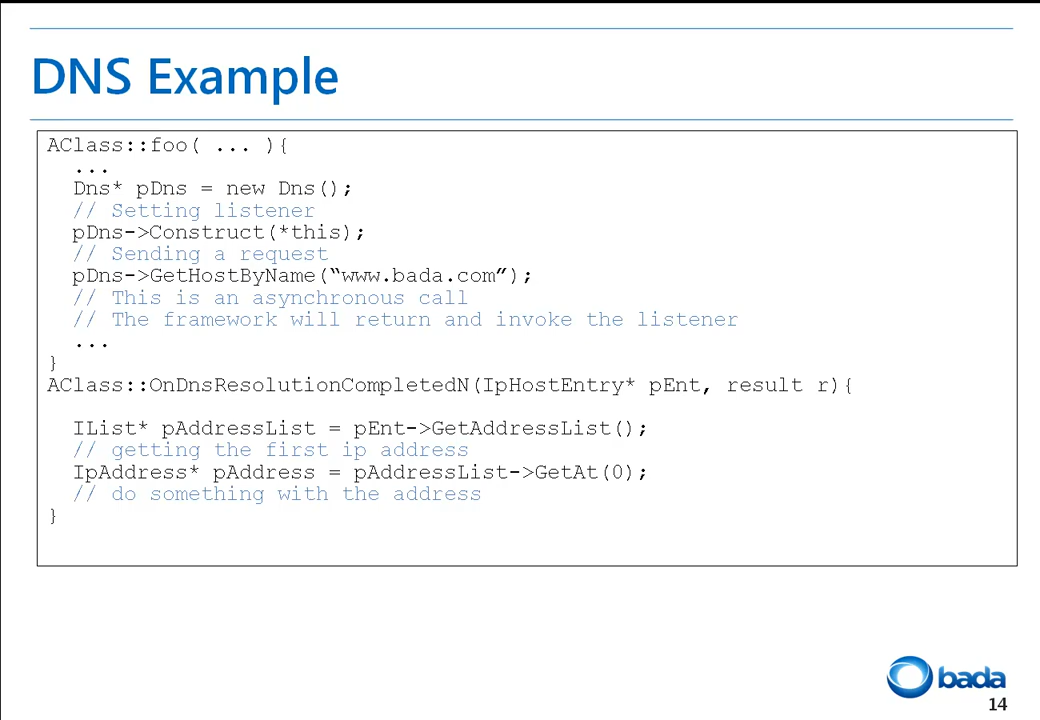 DNS Example
AClass::foo( ... ){
...
Dns* pDns = new Dns();
// Setting listener
pDns->Construct(*this);
// Sending a request
pDns->GetHostByName(“www.bada.com”);
// This is an asynchronous call
// The framework will return and invoke the listener
...
}
AClass::OnDnsResolutionCompletedN(IpHostEntry* pEnt, result r){
IList* pAddressList = pEnt->GetAddressList();
// getting the first ip address
IpAddress* pAddress = pAddressList->GetAt(0);
// do something with the address
}
bada
14